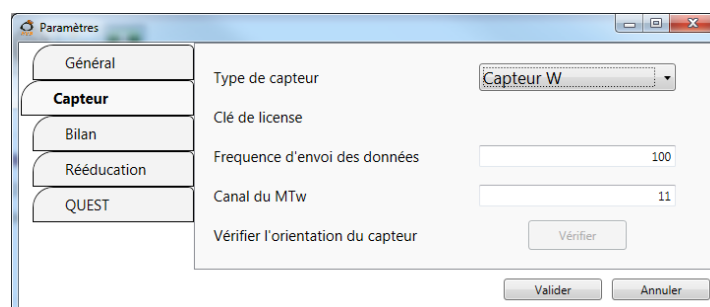 Paramètres
Général
Capteur
Bilan
Rééducation
QUEST
Type de capteur Capteur W
Clé de license
Frequence d'envoi des données 100
Canal du MTw 11
Vérifier l'orientation du capteur Vérifier
Valider Annuler